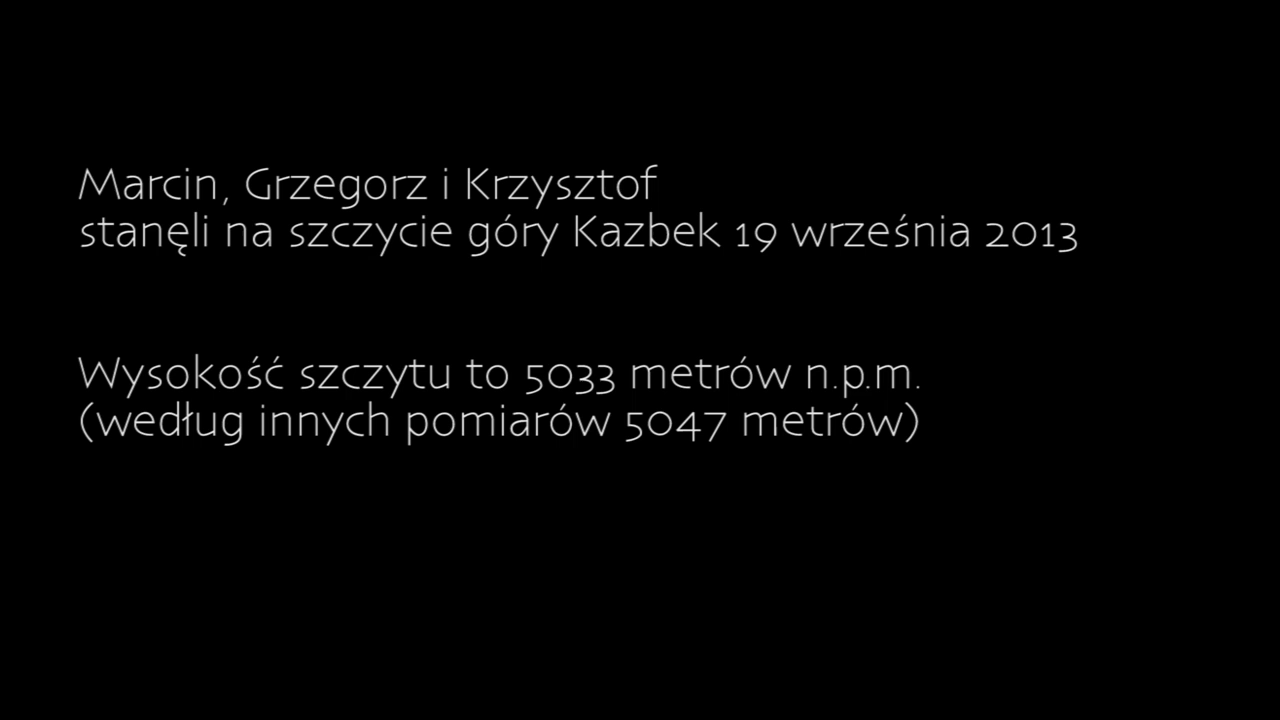 Marcin, Grzegorz i Krzysztof
stanęli na szczycie góry Kazbek 19 września 2013
Wysokość szczytu to 5033 metrów n.p.m.
(według innych pomiarów 5047 metrów)